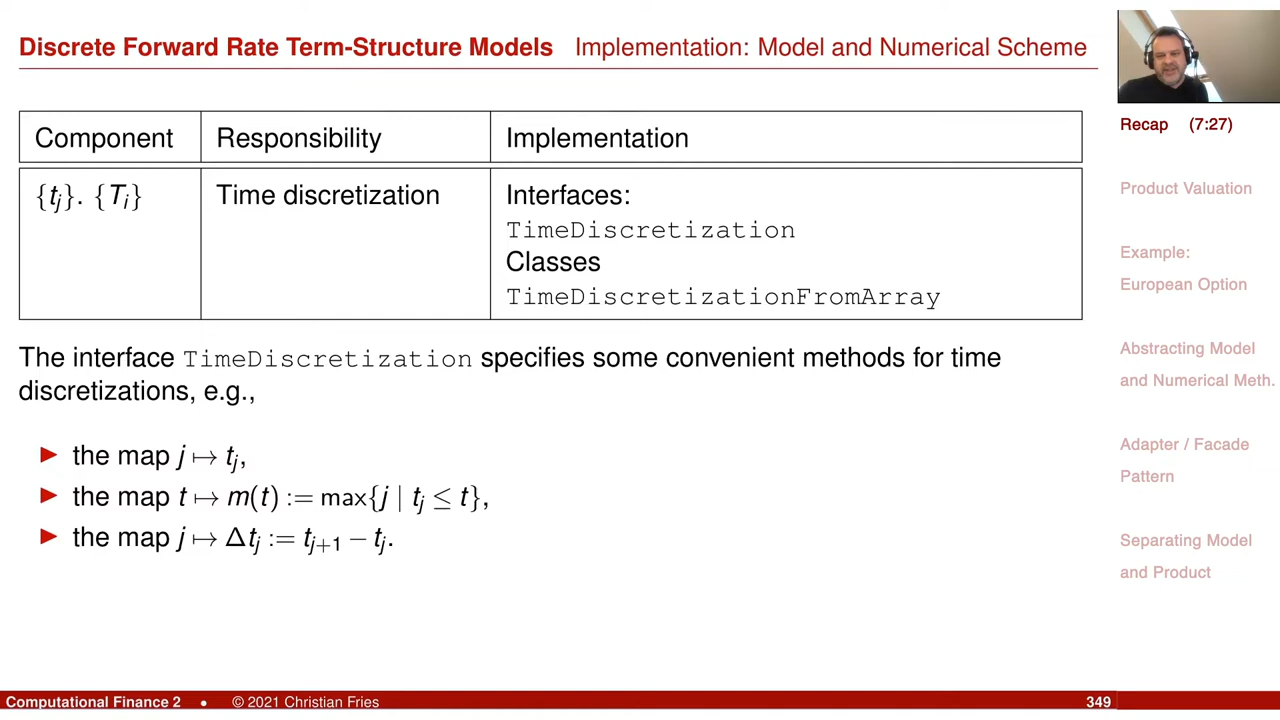 Discrete Forward Rate Term-Structure Models Implementation: Model and Numerical Scheme
Component Responsibility Implementation
{tj}. {Ti} Time discretization Interfaces:
TimeDiscretization
Classes
TimeDiscretizationFromArray
The interface TimeDiscretization specifies some convenient methods for time
discretizations, e.g.,
► the map j ↦ tj,
► the map t ↦ m(t) := max{j | tj ≤ t},
► the map j ↦ Δtj := tj+1 − tj.
Recap (7:27)
Product Valuation
Example:
European Option
Abstracting Model
and Numerical Meth.
Adapter / Facade
Pattern
Separating Model
and Product
Computational Finance 2 • © 2021 Christian Fries 349